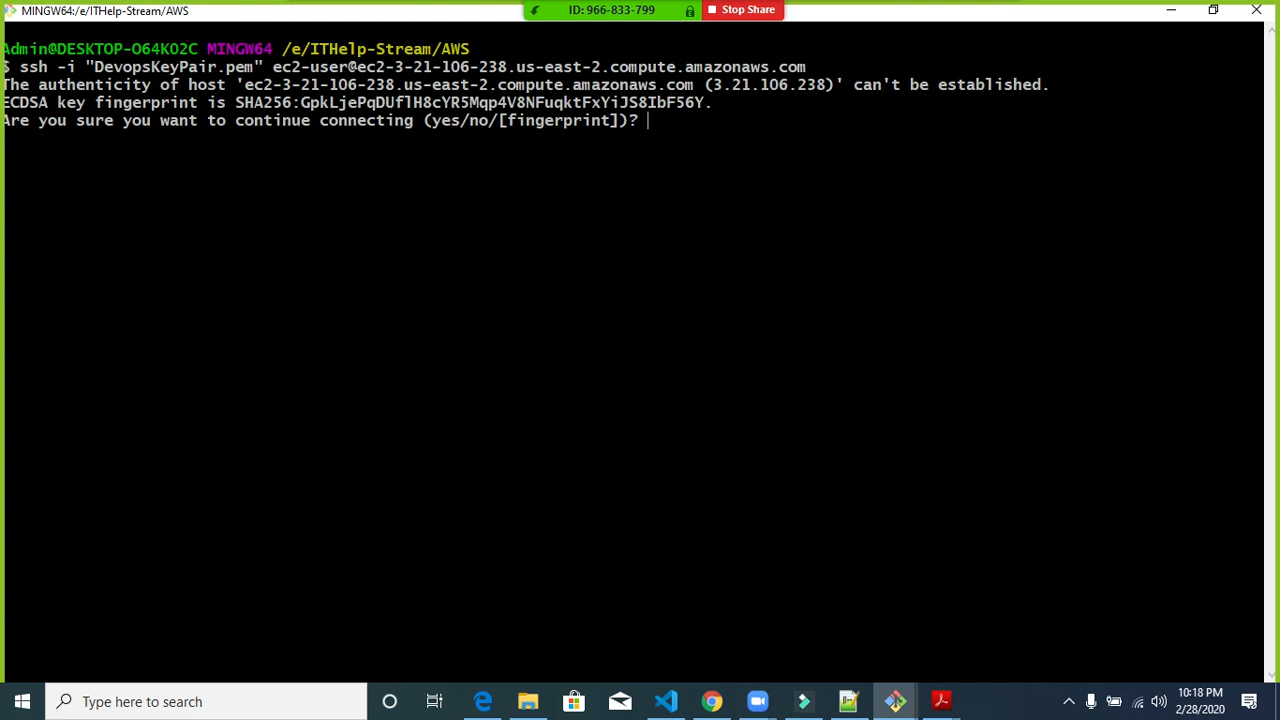 MINGW64:/e/ITHelp-Stream/AWS
ID: 966-833-799
Stop Share
Admin@DESKTOP-O64KO2C MINGW64 /e/ITHelp-Stream/AWS
$ ssh -i "DevopsKeyPair.pem" ec2-user@ec2-3-21-106-238.us-east-2.compute.amazonaws.com
The authenticity of host 'ec2-3-21-106-238.us-east-2.compute.amazonaws.com (3.21.106.238)' can't be established.
ECDSA key fingerprint is SHA256:GpkLjePqDUflH8cYR5Mqp4V8NFuqktFxYiJS8IbF56Y.
Are you sure you want to continue connecting (yes/no/[fingerprint])?
Type here to search
10:18 PM
2/28/2020